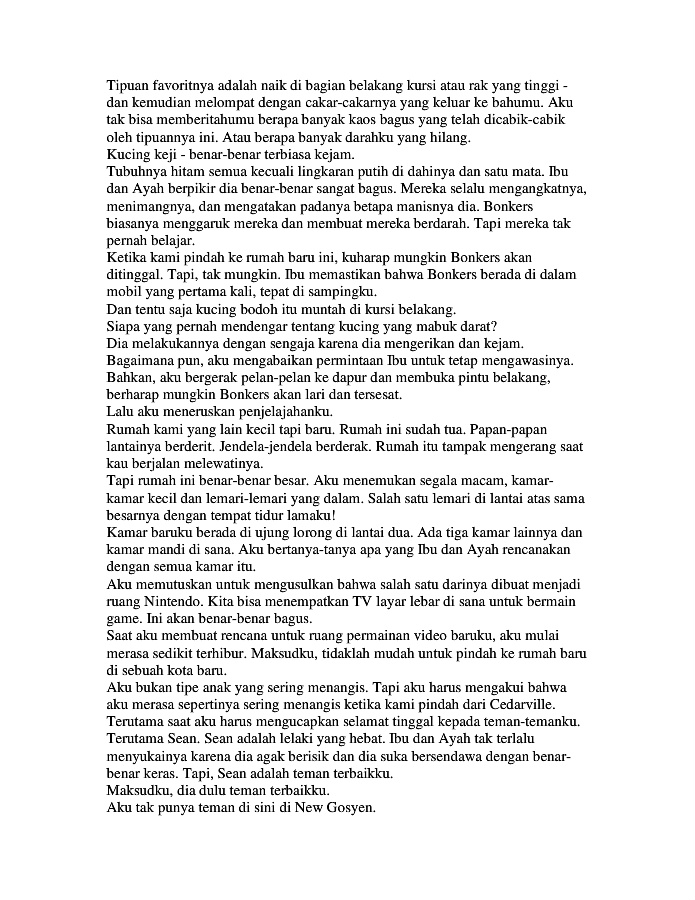 Tipuan favoritnya adalah naik di bagian belakang kursi atau rak yang tinggi -
dan kemudian melompat dengan cakar-cakarnya yang keluar ke bahumu. Aku
tak bisa memberitahumu berapa banyak kaos bagus yang telah dicabik-cabik
oleh tipuannya ini. Atau berapa banyak darahku yang hilang.
Kucing keji - benar-benar terbiasa kejam.
Tubuhnya hitam semua kecuali lingkaran putih di dahinya dan satu mata. Ibu
dan Ayah berpikir dia benar-benar sangat bagus. Mereka selalu mengangkatnya,
menimangnya, dan mengatakan padanya betapa manisnya dia. Bonkers
biasanya menggaruk mereka dan membuat mereka berdarah. Tapi mereka tak
pernah belajar.
Ketika kami pindah ke rumah baru ini, kuharap mungkin Bonkers akan
ditinggal. Tapi, tak mungkin. Ibu memastikan bahwa Bonkers berada di dalam
mobil yang pertama kali, tepat di sampingku.
Dan tentu saja kucing bodoh itu muntah di kursi belakang.
Siapa yang pernah mendengar tentang kucing yang mabuk darat?
Dia melakukannya dengan sengaja karena dia mengerikan dan kejam.
Bagaimana pun, aku mengabaikan permintaan Ibu untuk tetap mengawasinya.
Bahkan, aku bergerak pelan-pelan ke dapur dan membuka pintu belakang,
berharap mungkin Bonkers akan lari dan tersesat.
Lalu aku meneruskan penjelajahanku.
Rumah kami yang lain kecil tapi baru. Rumah ini sudah tua. Papan-papan
lantainya berderit. Jendela-jendela berderak. Rumah itu tampak mengerang saat
kau berjalan melewatinya.
Tapi rumah ini benar-benar besar. Aku menemukan segala macam, kamar-
kamar kecil dan lemari-lemari yang dalam. Salah satu lemari di lantai atas sama
besarnya dengan tempat tidur lamaku!
Kamar baruku berada di ujung lorong di lantai dua. Ada tiga kamar lainnya dan
kamar mandi di sana. Aku bertanya-tanya apa yang Ibu dan Ayah rencanakan
dengan semua kamar itu.
Aku memutuskan untuk mengusulkan bahwa salah satu darinya dibuat menjadi
ruang Nintendo. Kita bisa menempatkan TV layar lebar di sana untuk bermain
game. Ini akan benar-benar bagus.
Saat aku membuat rencana untuk ruang permainan video baruku, aku mulai
merasa sedikit terhibur. Maksudku, tidaklah mudah untuk pindah ke rumah baru
di sebuah kota baru.
Aku bukan tipe anak yang sering menangis. Tapi aku harus mengakui bahwa
aku merasa sepertinya sering menangis ketika kami pindah dari Cedarville.
Terutama saat aku harus mengucapkan selamat tinggal kepada teman-temanku.
Terutama Sean. Sean adalah lelaki yang hebat. Ibu dan Ayah tak terlalu
menyukainya karena dia agak berisik dan dia suka bersendawa dengan benar-
benar keras. Tapi, Sean adalah teman terbaikku.
Maksudku, dia dulu teman terbaikku.
Aku tak punya teman di sini di New Gosyen.